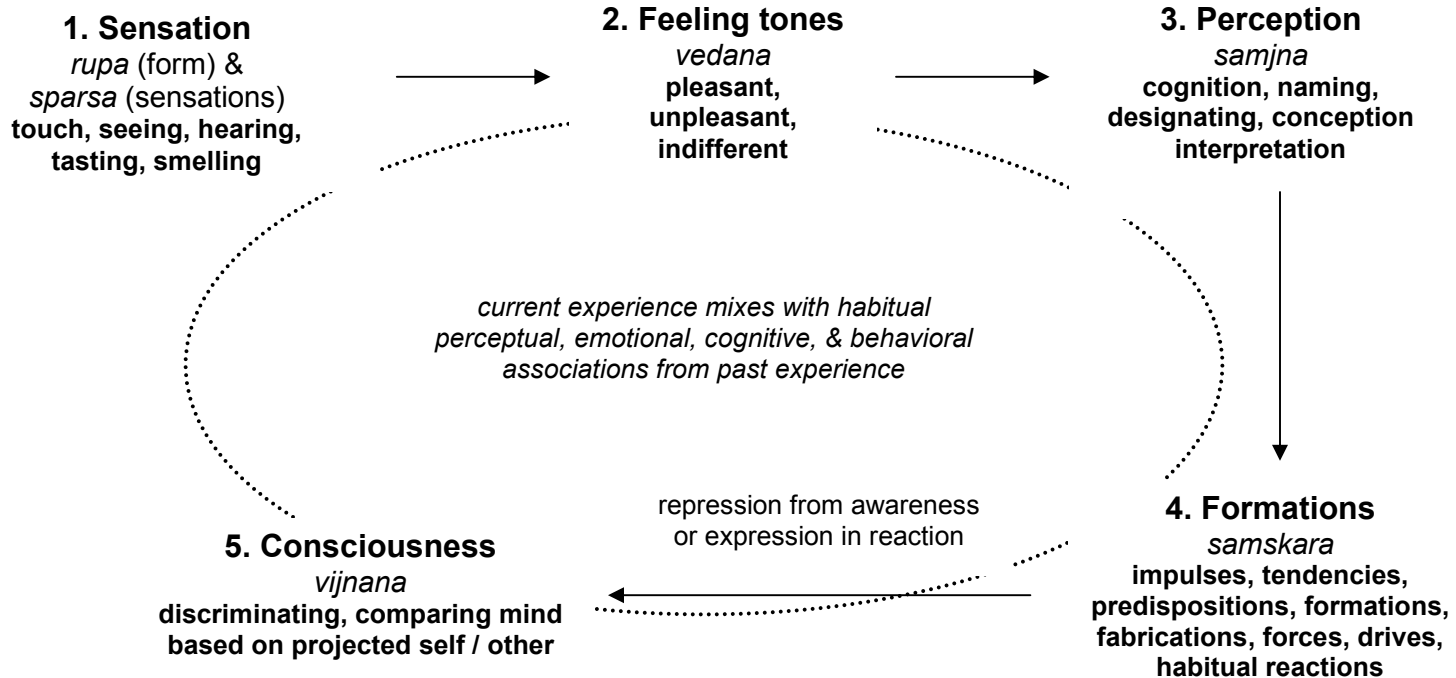 1. Sensation
rupa (form) &
sparsa (sensations)
touch, seeing, hearing,
tasting, smelling
2. Feeling tones
vedana
pleasant,
unpleasant,
indifferent
3. Perception
samjna
cognition, naming,
designating, conception
interpretation
current experience mixes with habitual
perceptual, emotional, cognitive, & behavioral
associations from past experience
repression from awareness
or expression in reaction
4. Formations
samskara
impulses, tendencies,
predispositions, formations,
fabrications, forces, drives,
habitual reactions
5. Consciousness
vijnana
discriminating, comparing mind
based on projected self / other